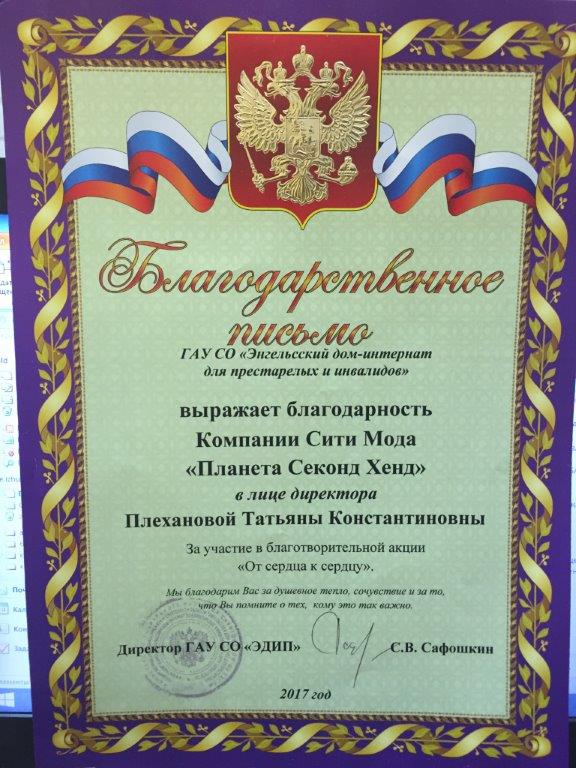 Благодарственное
письмо
ГАУ СО «Энгельсский дом-интернат
для престарелых и инвалидов»
выражает благодарность
Компании Сити Мода
«Планета Секонд Хенд»
в лице директора
Плехановой Татьяны Константиновны
За участие в благотворительной акции
«От сердца к сердцу».
Мы благодарим Вас за душевное тепло, сочувствие и за то,
что Вы помните о тех, кому это так важно.
Директор ГАУ СО «ЭДИП» С.В. Сафошкин
2017 год